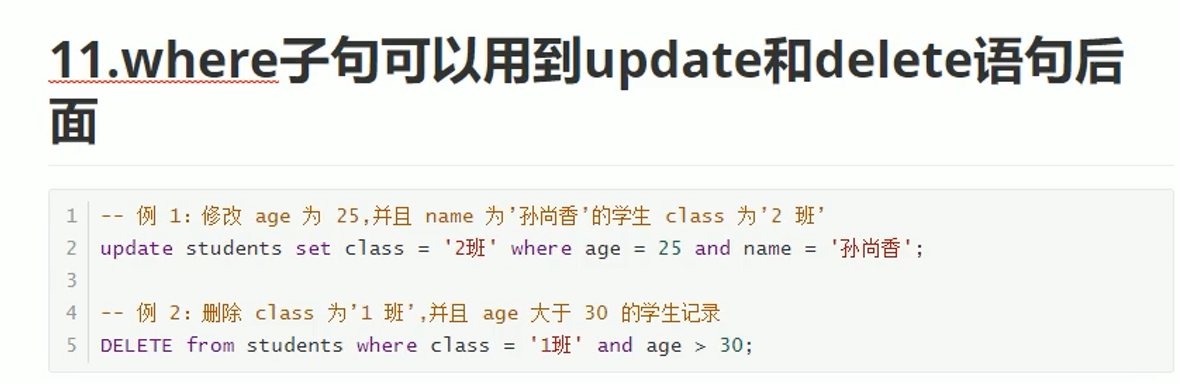 11.where子句可以用到update和delete语句后
面
1 -- 例 1：修改 age 为 25,并且 name 为'孙尚香'的学生 class 为'2 班'
2 update students set class = '2班' where age = 25 and name = '孙尚香';
3
4 -- 例 2：删除 class 为'1 班',并且 age 大于 30 的学生记录
5 DELETE from students where class = '1班' and age > 30;